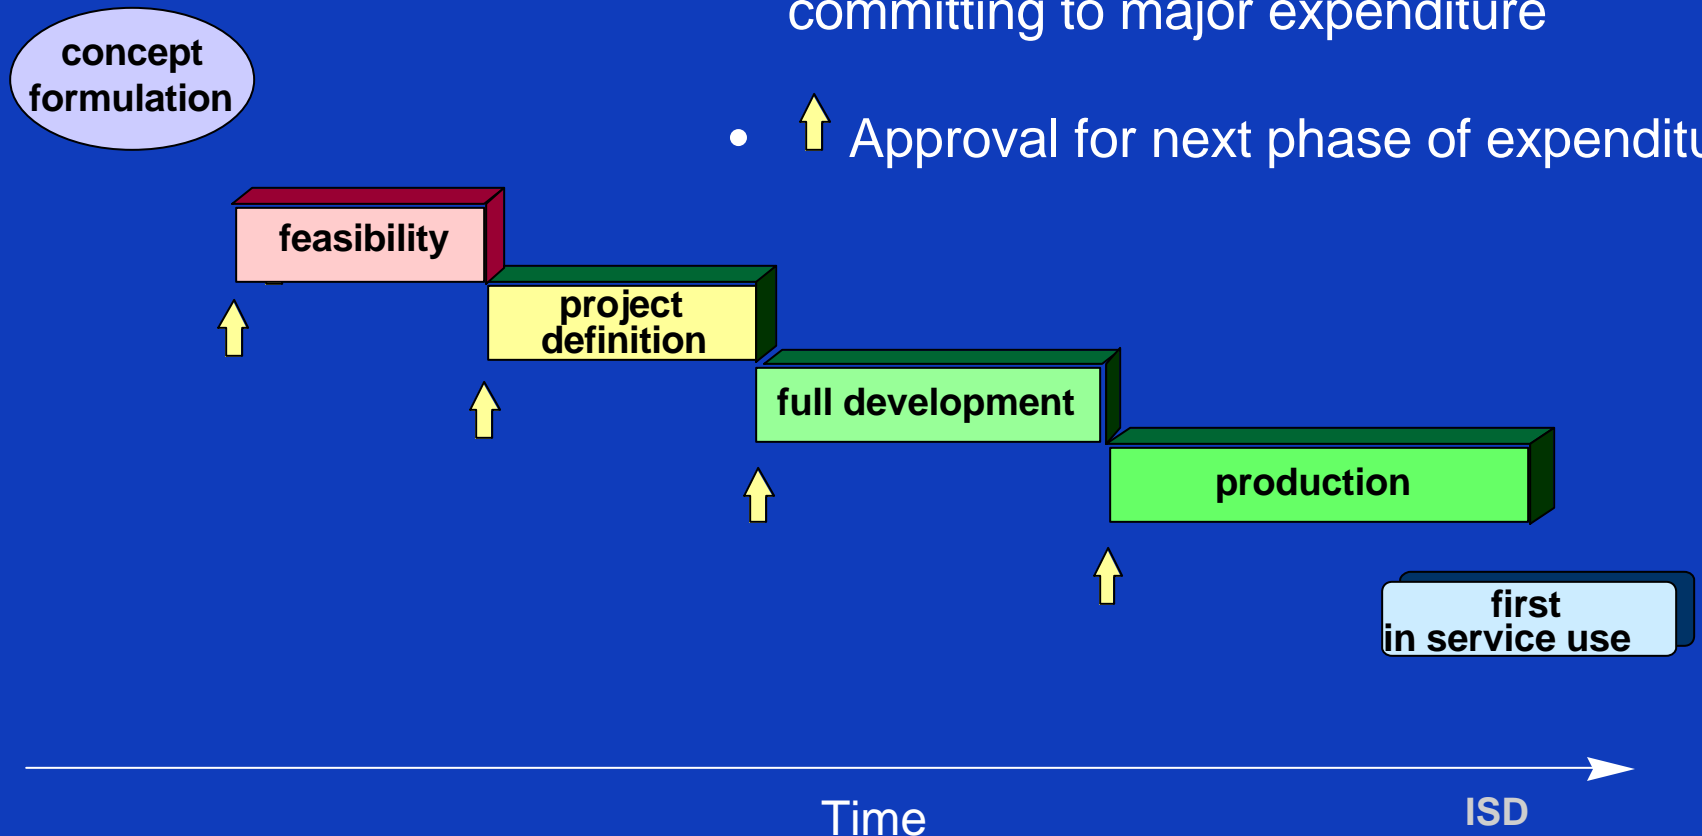 committing to major expenditure
concept
formulation
• Approval for next phase of expenditu
feasibility
project
definition
full development
production
first
in service use
Time
ISD